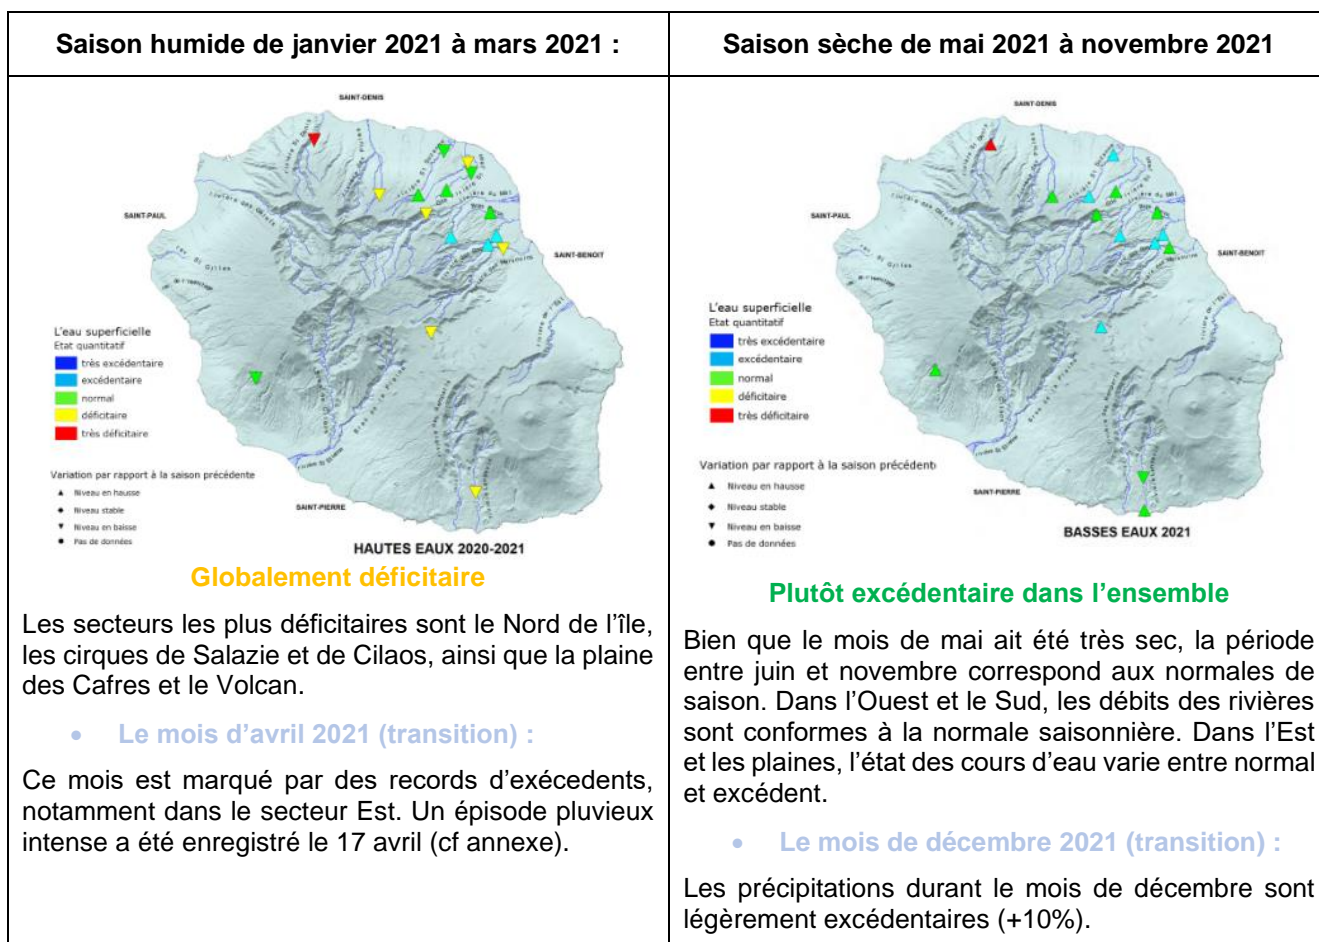 Saison humide de janvier 2021 à mars 2021 :
SAINT-DENIS
SAINT-PAUL
SAINT-BENOIT
SAINT-PIERRE
L'eau superficielle
Etat quantitatif
très excédentaire
excédentaire
normal
déficitaire
très déficitaire
Variation par rapport à la saison précédente
Niveau en hausse
Niveau stable
Niveau en baisse
Pas de données
HAUTES EAUX 2020-2021
Globalement déficitaire
Les secteurs les plus déficitaires sont le Nord de l'île,
les cirques de Salazie et de Cilaos, ainsi que la plaine
des Cafres et le Volcan.
• Le mois d'avril 2021 (transition) :
Ce mois est marqué par des records d'exécedents,
notamment dans le secteur Est. Un épisode pluvieux
intense a été enregistré le 17 avril (cf annexe).
Saison sèche de mai 2021 à novembre 2021
SAINT-DENIS
SAINT-PAUL
SAINT-BENOIT
SAINT-PIERRE
L'eau superficielle
Etat quantitatif
très excédentaire
excédentaire
normal
déficitaire
très déficitaire
Variation par rapport à la saison précédent
Niveau en hausse
Niveau stable
Niveau en baisse
Pas de données
BASSES EAUX 2021
Plutôt excédentaire dans l'ensemble
Bien que le mois de mai ait été très sec, la période
entre juin et novembre correspond aux normales de
saison. Dans l'Ouest et le Sud, les débits des rivières
sont conformes à la normale saisonnière. Dans l'Est
et les plaines, l'état des cours d'eau varie entre normal
et excédent.
• Le mois de décembre 2021 (transition) :
Les précipitations durant le mois de décembre sont
légèrement excédentaires (+10%).